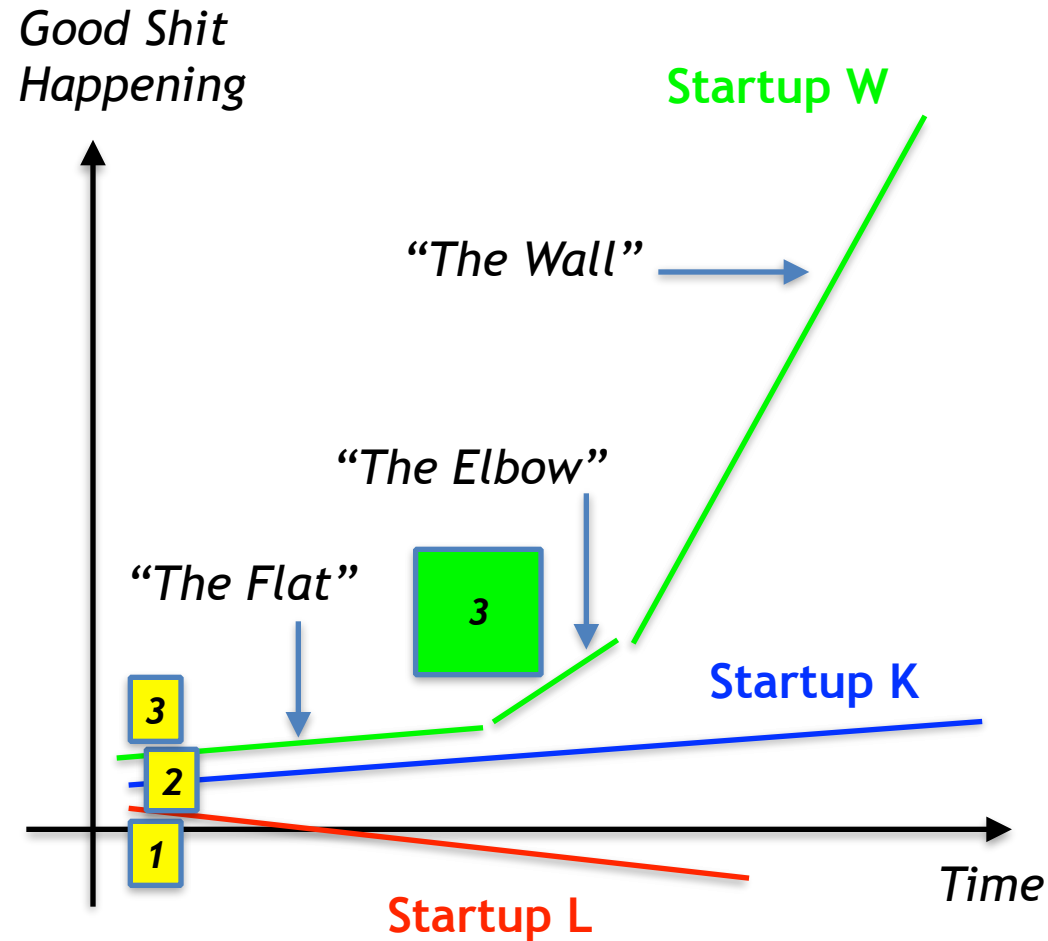 Good Shit
Happening
Startup W
“The Wall”
“The Elbow”
“The Flat”
3
Startup K
3
2
1
Time
Startup L